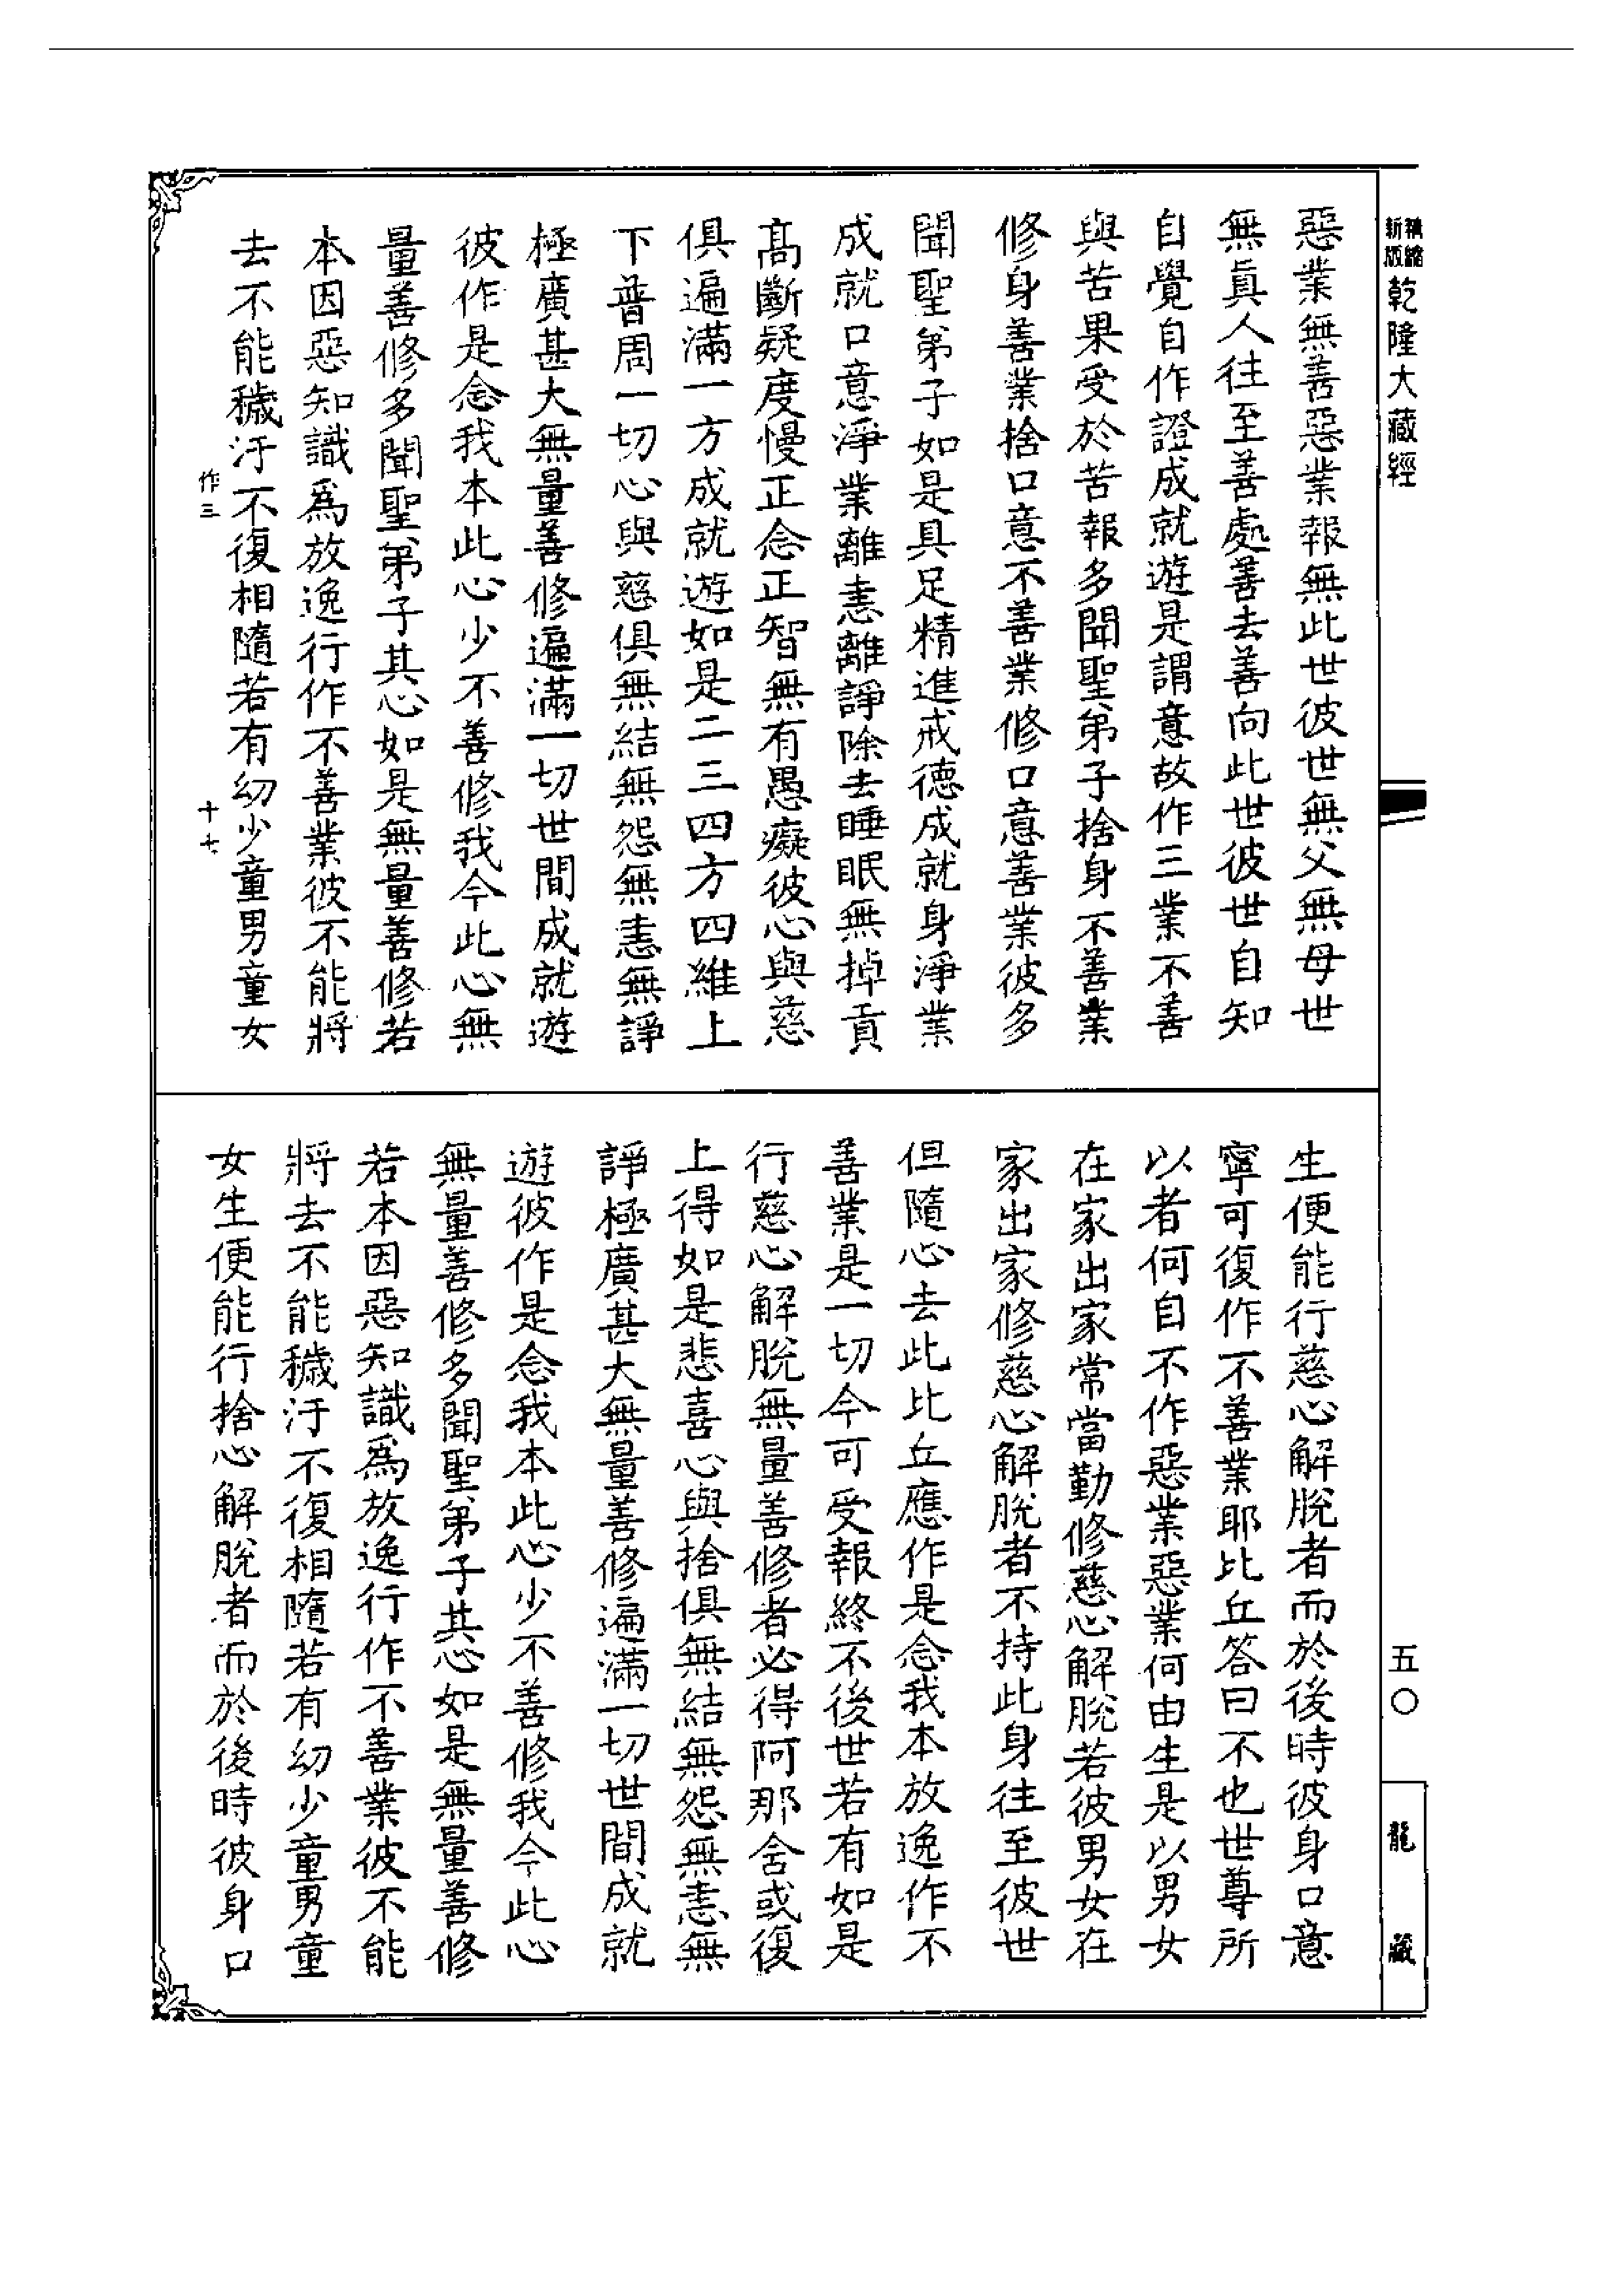 精縮新版乾隆大藏經
五〇
龍藏
惡業無善惡業報無此世彼世無父無母世
無眞人往至善處善去善向此世彼世自知
自覺自作證成就遊是謂意故作三業不善
與苦果受於苦報多聞聖弟子捨身不善業
修身善業捨口意不善業修口意善業彼多
聞聖弟子如是具足精進戒德成就身淨業
成就口意淨業離恚離諍除去睡眠無掉貢
高斷疑度慢正念正智無有愚癡彼心與慈
俱遍滿一方成就遊如是二三四方四維上
下普周一切心與慈俱無結無怨無恚無諍
極廣甚大無量善修遍滿一切世間成就遊
彼作是念我本此心少不善修我今此心無
量善修多聞聖弟子其心如是無量善修若
本因惡知識爲放逸行作不善業彼不能將
去不能穢汙不復相隨若有幼少童男童女
作三 十七
生便能行慈心解脫者而於後時彼身口意
寧可復作不善業耶比丘答曰不也世尊所
以者何自不作惡業惡業何由生是以男女
在家出家常當勤修慈心解脫若彼男女在
家出家修慈心解脫者不持此身往至彼世
但隨心去此比丘應作是念我本放逸作不
善業是一切今可受報終不後世若有如是
行慈心解脫無量善修者必得阿那含或復
上得如是悲喜心與捨俱無結無怨無恚無
諍極廣甚大無量善修遍滿一切世間成就
遊彼作是念我本此心少不善修我今此心
無量善修多聞聖弟子其心如是無量善修
若本因惡知識爲放逸行作不善業彼不能
將去不能穢汙不復相隨若有幼少童男童
女生便能行捨心解脫者而於後時彼身口